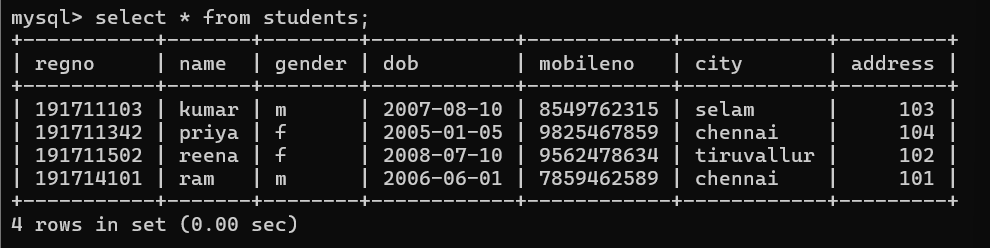 mysql> select * from students;
+-----------+-------+--------+------------+------------+------------+---------+
| regno     | name  | gender | dob        | mobileno   | city       | address |
+-----------+-------+--------+------------+------------+------------+---------+
| 191711103 | kumar | m      | 2007-08-10 | 8549762315 | selam      |     103 |
| 191711342 | priya | f      | 2005-01-05 | 9825467859 | chennai    |     104 |
| 191711502 | reena | f      | 2008-07-10 | 9562478634 | tiruvallur |     102 |
| 191714101 | ram   | m      | 2006-06-01 | 7859462589 | chennai    |     101 |
+-----------+-------+--------+------------+------------+------------+---------+
4 rows in set (0.00 sec)